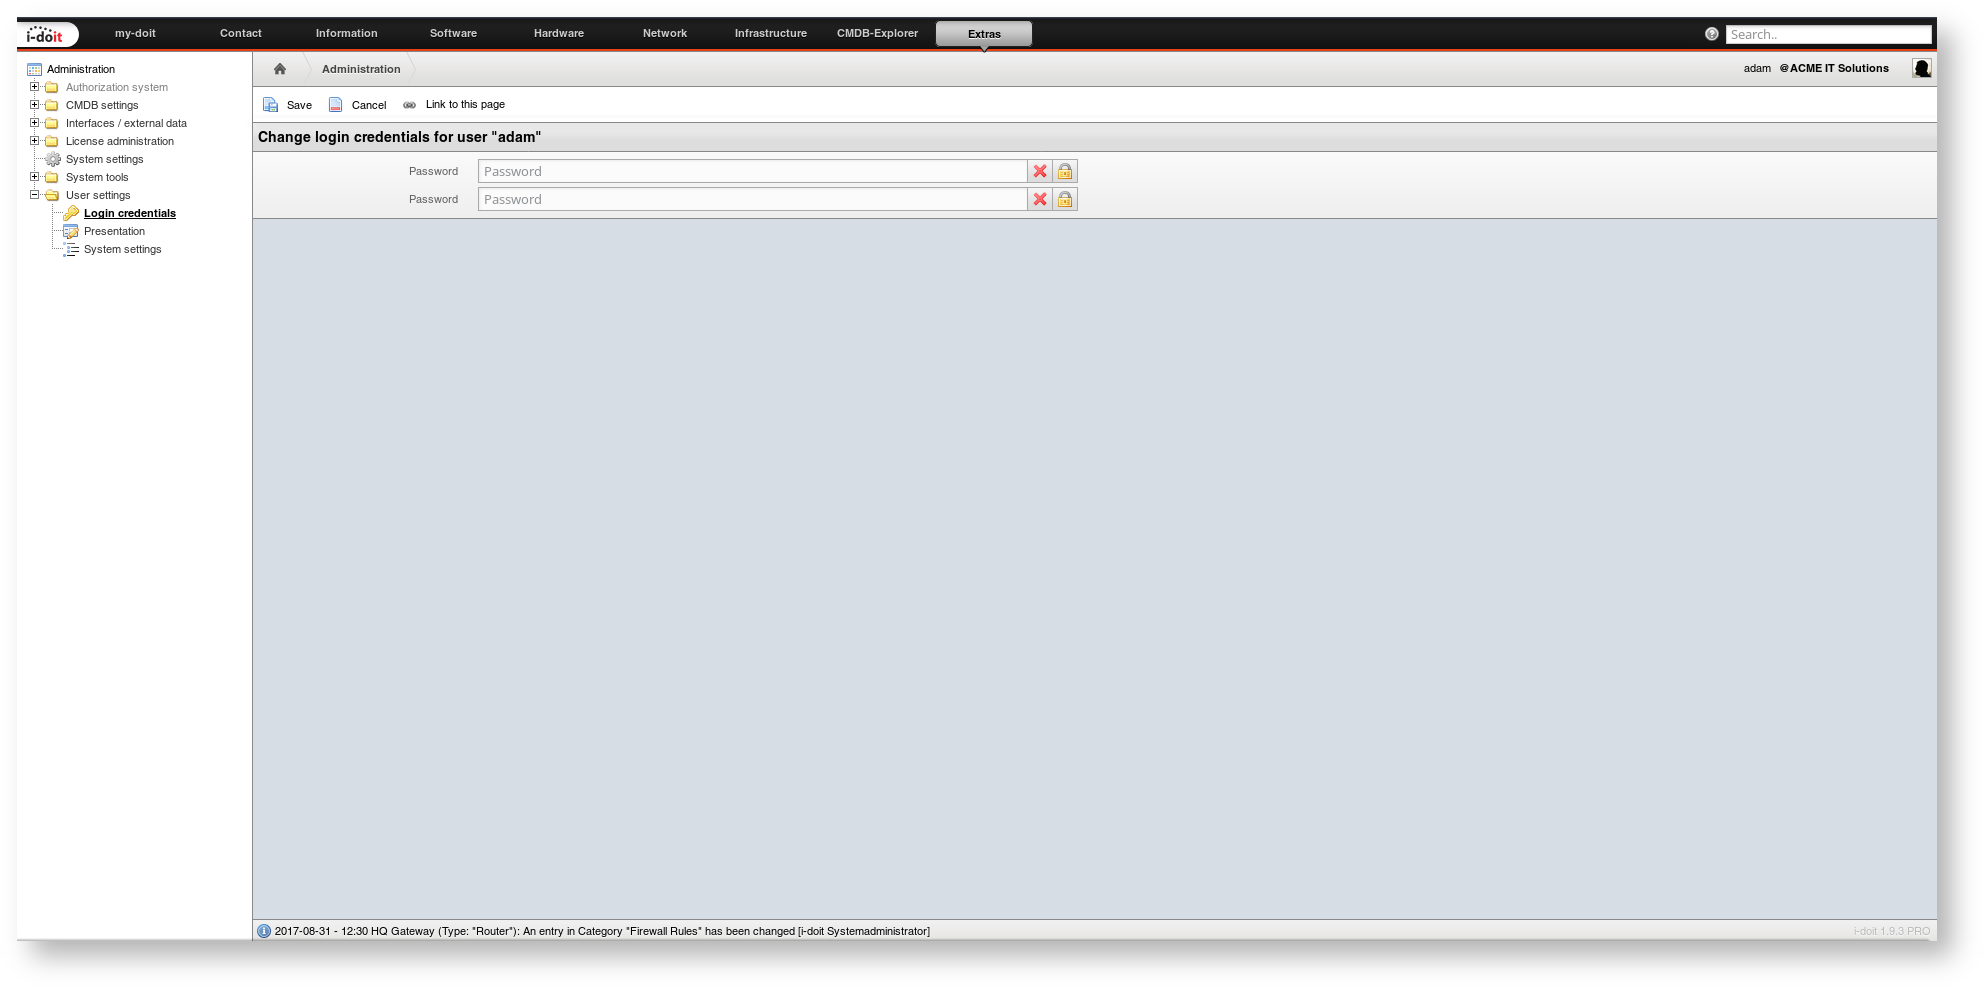 i-doit my-doit Contact Information Software Hardware Network Infrastructure CMDB-Explorer Extras ? Search..
Administration
Authorization system
CMDB settings
Interfaces / external data
License administration
System settings
System tools
User settings
Login credentials
Presentation
System settings
Administration adam @ACME IT Solutions
Save Cancel Link to this page
Change login credentials for user "adam"
Password Password
Password Password
2017-08-31 - 12:30 HQ Gateway (Type: "Router"): An entry in Category "Firewall Rules" has been changed [i-doit Systemadministrator] i-doit 1.9.3 PRO